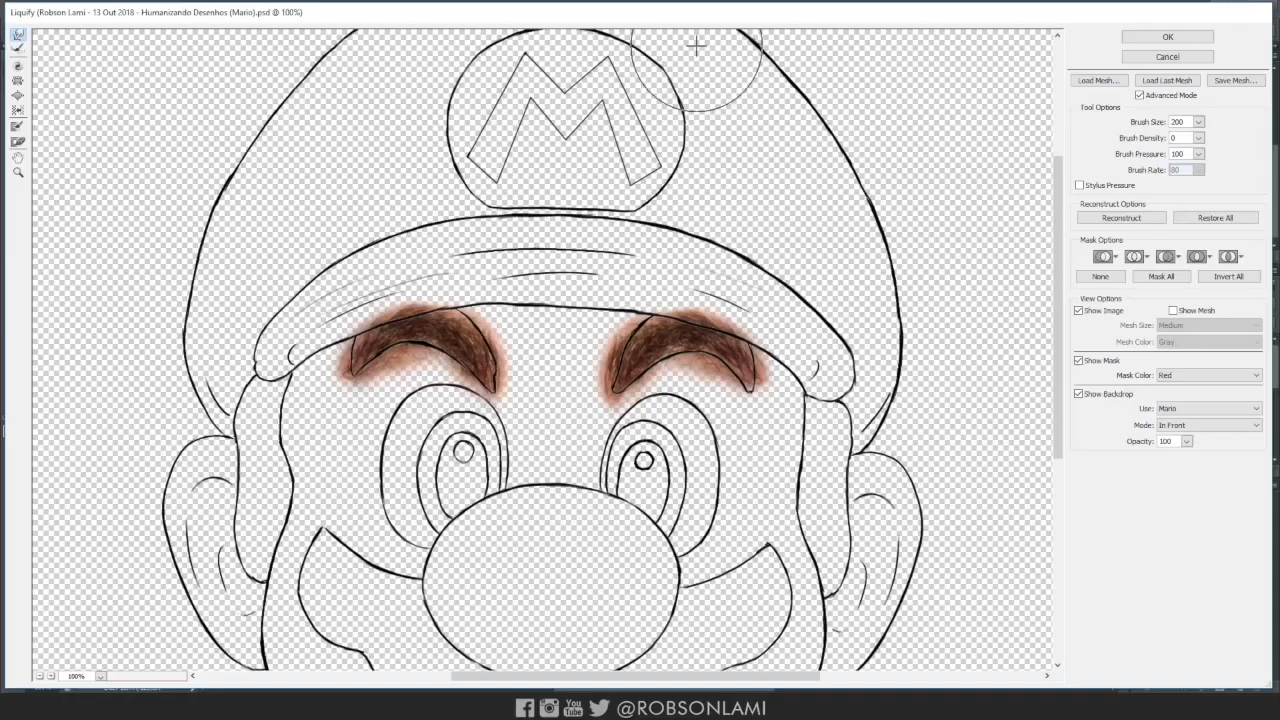 Liquify (Robson Lami - 13 Out 2018 - Humanizando Desenhos (Mario).psd @ 100%)
OK
Cancel
Load Mesh... Load Last Mesh Save Mesh...
Advanced Mode
Tool Options
Brush Size: 200
Brush Density: 0
Brush Pressure: 100
Brush Rate: 80
Stylus Pressure
Reconstruct Options
Reconstruct Restore All
Mask Options
None Mask All Invert All
View Options
Show Image Show Mesh
Mesh Size: Medium
Mesh Color: Gray
Show Mask
Mask Color: Red
Show Backdrop
Use: Mario
Mode: In Front
Opacity: 100
M
100%
You Tube @ROBSONLAMI